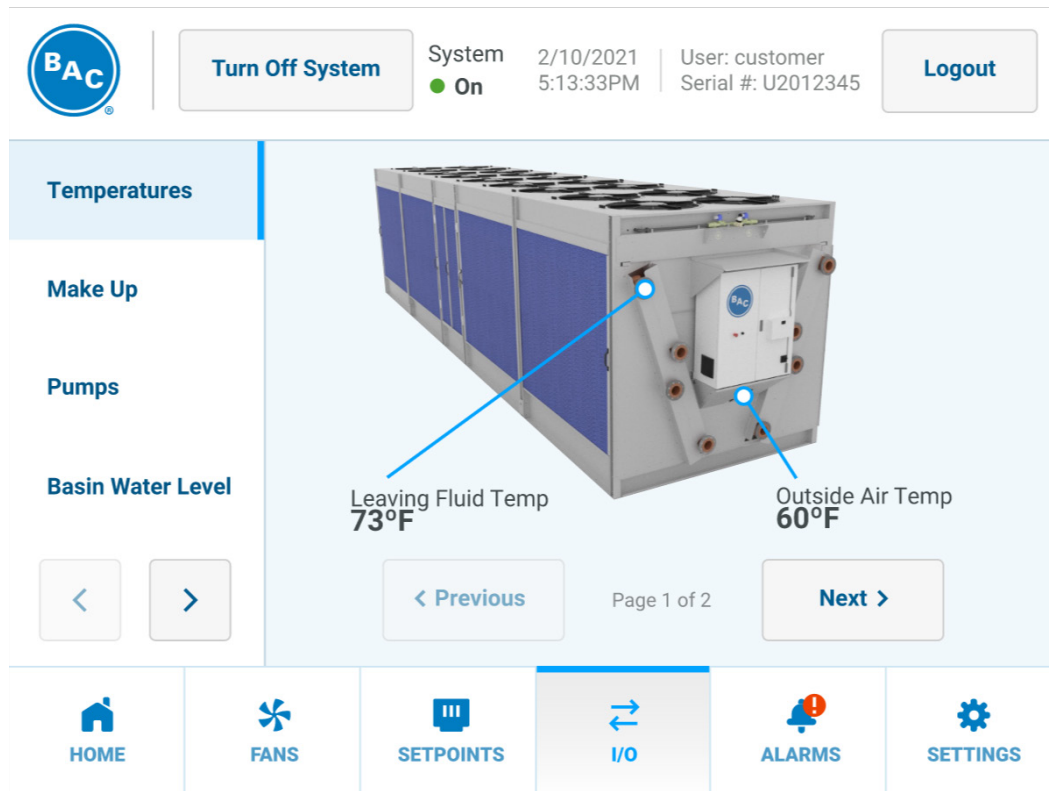 BAC
®
Turn Off System
System
On
2/10/2021
5:13:33PM
User: customer
Serial #: U2012345
Logout
Temperatures
Make Up
Pumps
Basin Water Level
BAC
Leaving Fluid Temp
73ºF
Outside Air Temp
60ºF
Previous
Page 1 of 2
Next
HOME
FANS
SETPOINTS
I/O
ALARMS
SETTINGS